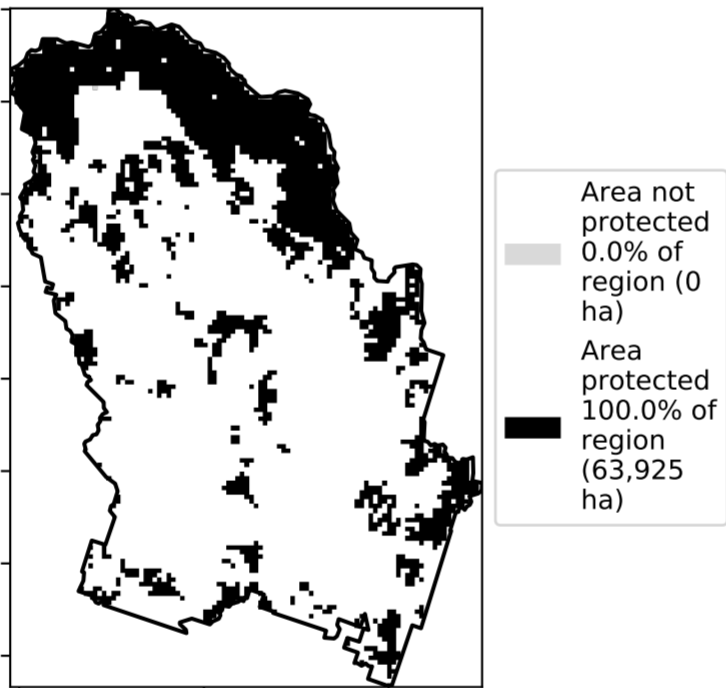 Area not
protected
0.0% of
region (0
ha)
Area
protected
100.0% of
region
(63,925
ha)